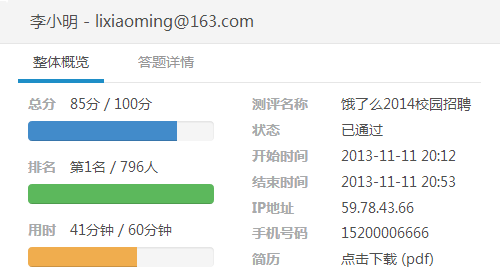 李小明 - lixiaoming@163.com
整体概览 答题详情
总分 85分 / 100分
排名 第1名 / 796人
用时 41分钟 / 60分钟
测评名称 饿了么2014校园招聘
状态 已通过
开始时间 2013-11-11 20:12
结束时间 2013-11-11 20:53
IP地址 59.78.43.66
手机号码 15200006666
简历 点击下载 (pdf)